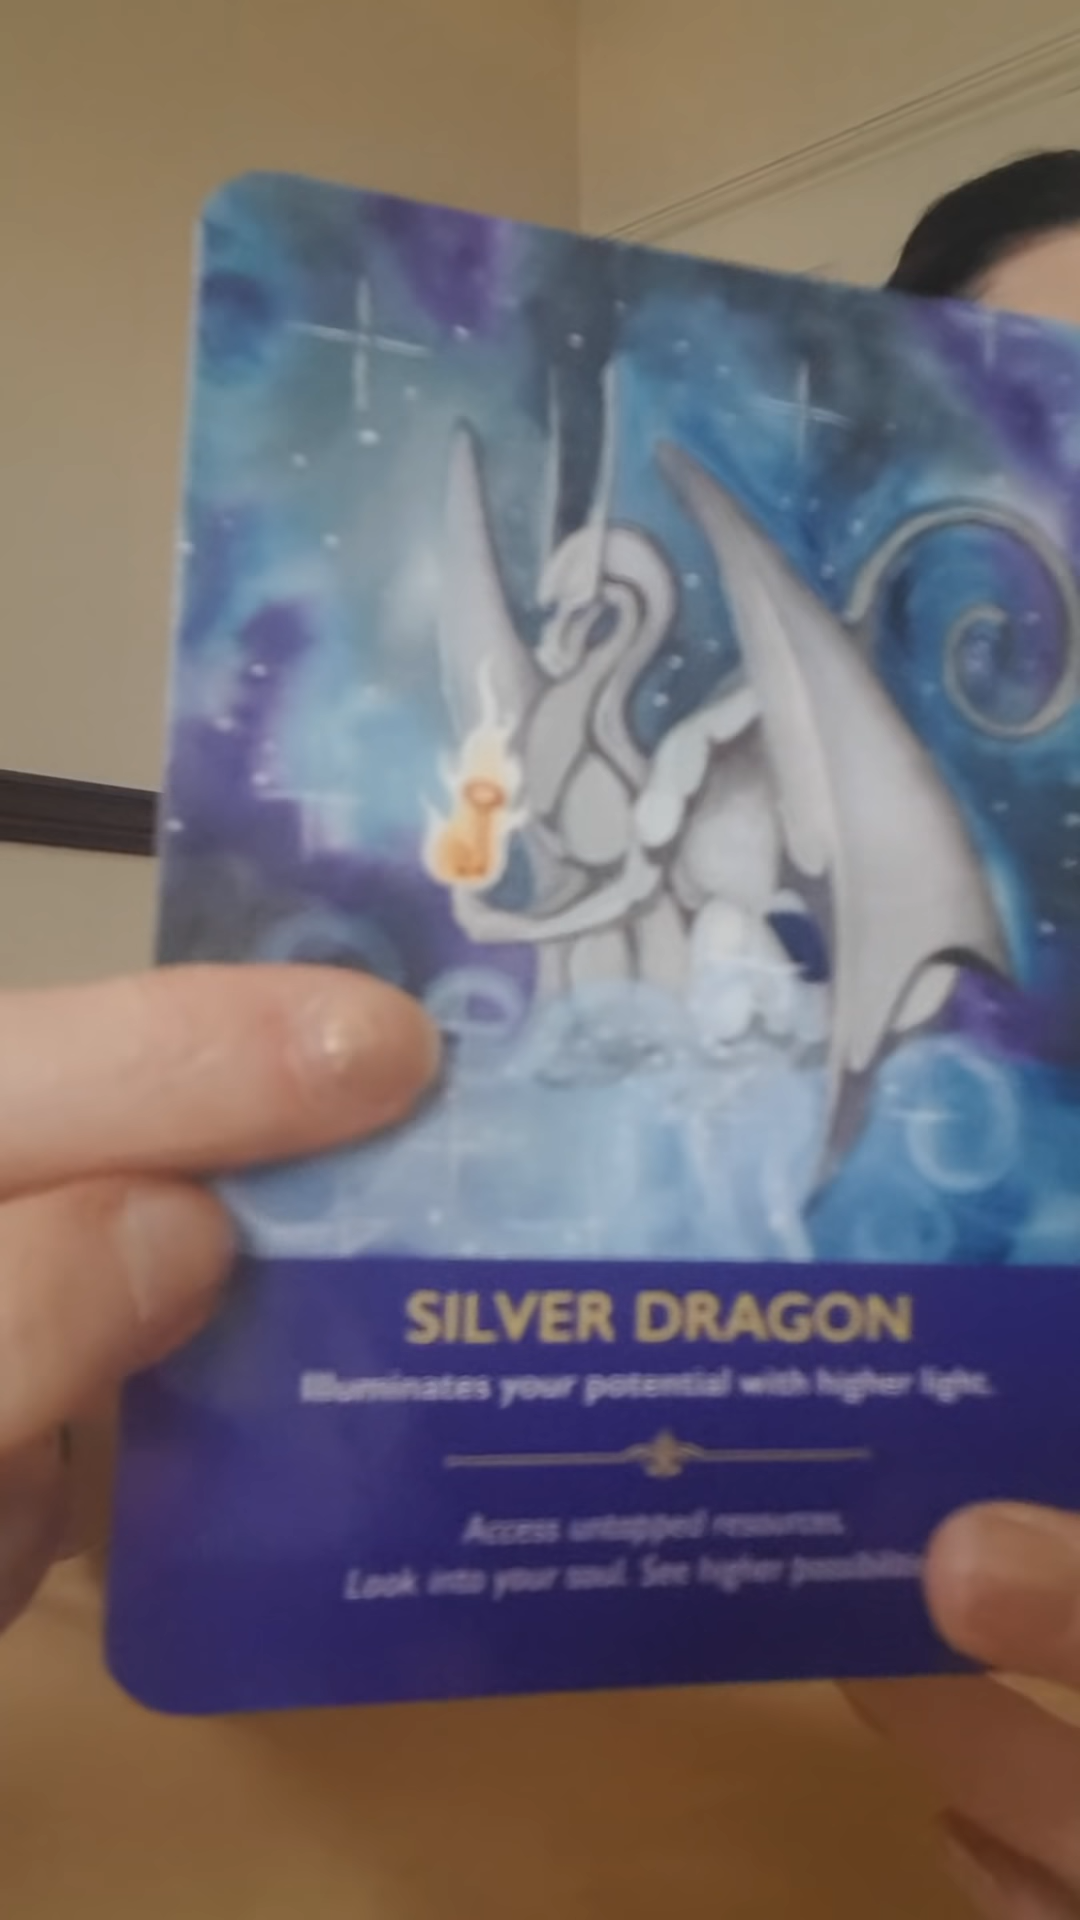 SILVER DRAGON
Illuminates your potential with higher light.
Access untapped resources.
Look into your soul. See higher